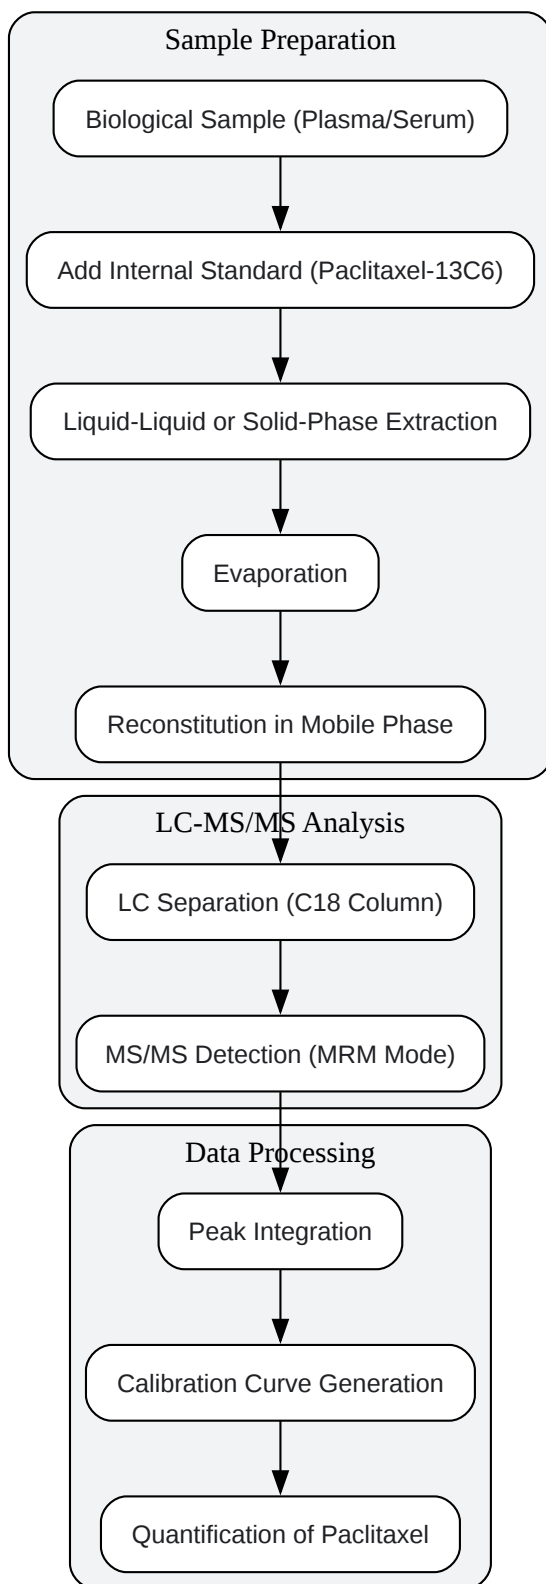 Sample Preparation
Biological Sample (Plasma/Serum)
Add Internal Standard (Paclitaxel-13C6)
Liquid-Liquid or Solid-Phase Extraction
Evaporation
Reconstitution in Mobile Phase
LC-MS/MS Analysis
LC Separation (C18 Column)
MS/MS Detection (MRM Mode)
Data Processing
Peak Integration
Calibration Curve Generation
Quantification of Paclitaxel